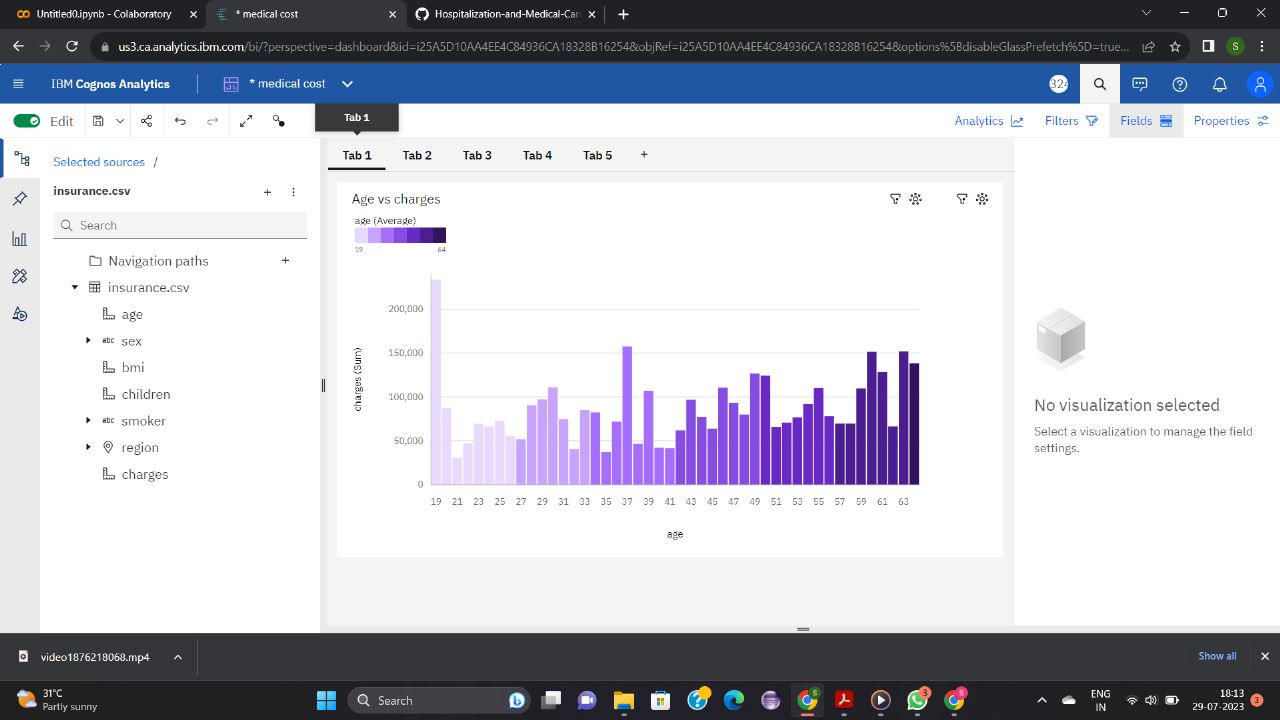 Untitled0.ipynb - Colaboratory
* medical cost
Hospitalization-and-Medical-Car
us3.ca.analytics.ibm.com/bi/?perspective=dashboard&id=i25A5D10AA4EE4C84936CA18328B16254&objRef=i25A5D10AA4EE4C84936CA18328B16254&options%5BdisableGlassPrefetch%5D=true...
S
IBM Cognos Analytics
* medical cost
324
Edit
Tab 1
Analytics
Filters
Fields
Properties
Selected sources /
Tab 1
Tab 2
Tab 3
Tab 4
Tab 5
insurance.csv
Search
Navigation paths
insurance.csv
age
abc sex
bmi
children
abc smoker
region
charges
Age vs charges
age (Average)
19 64
charges (Sum)
200,000
150,000
100,000
50,000
0
19 21 23 25 27 29 31 33 35 37 39 41 43 45 47 49 51 53 55 57 59 61 63
age
No visualization selected
Select a visualization to manage the field
settings.
video1876218068.mp4
Show all
31°C
Partly sunny
Search
S
3
S
ENG
IN
18:13
29-07-2023
3